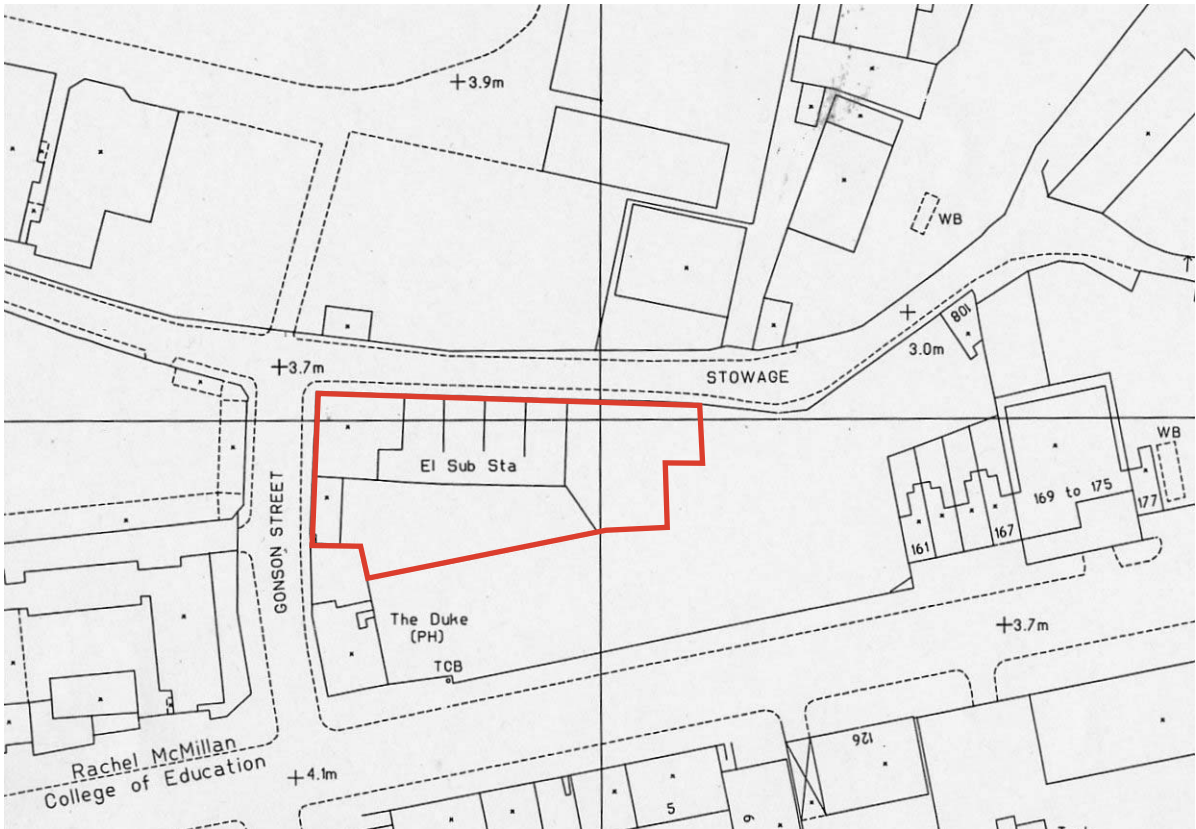 3.9m
WB
108
3.0m
3.7m
STOWAGE
El Sub Sta
WB
169 to 175
177
161
167
GONSON STREET
The Duke
(PH)
TCB
3.7m
Rachel McMillan
College of Education
4.1m
126
5
6